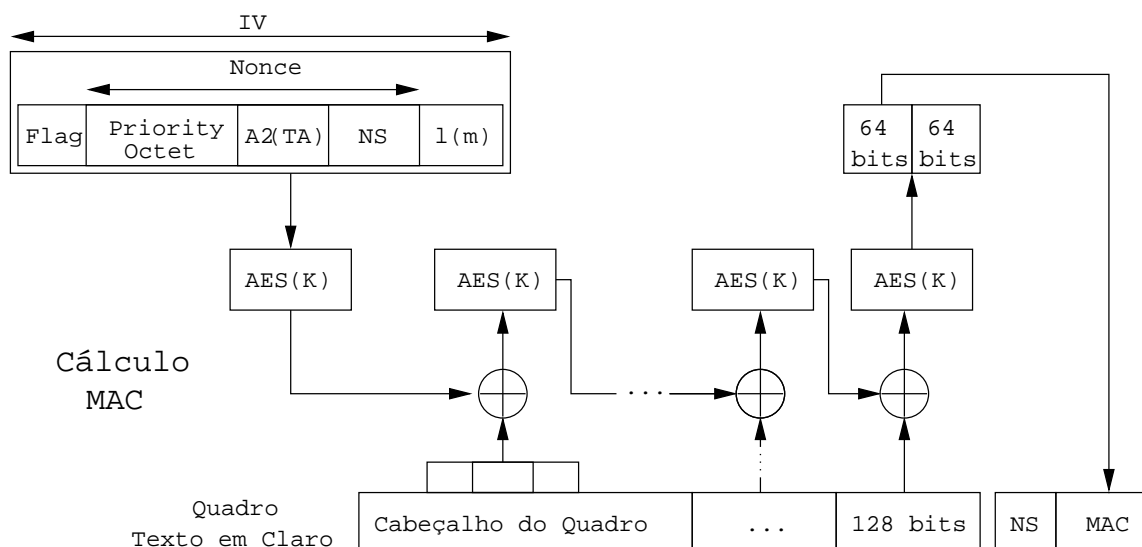 IV
Nonce
Flag Priority Octet A2(TA) NS l(m)
64 bits 64 bits
AES(K) AES(K) AES(K) AES(K)
Cálculo
MAC
...
Quadro
Texto em Claro
Cabeçalho do Quadro ... 128 bits NS MAC